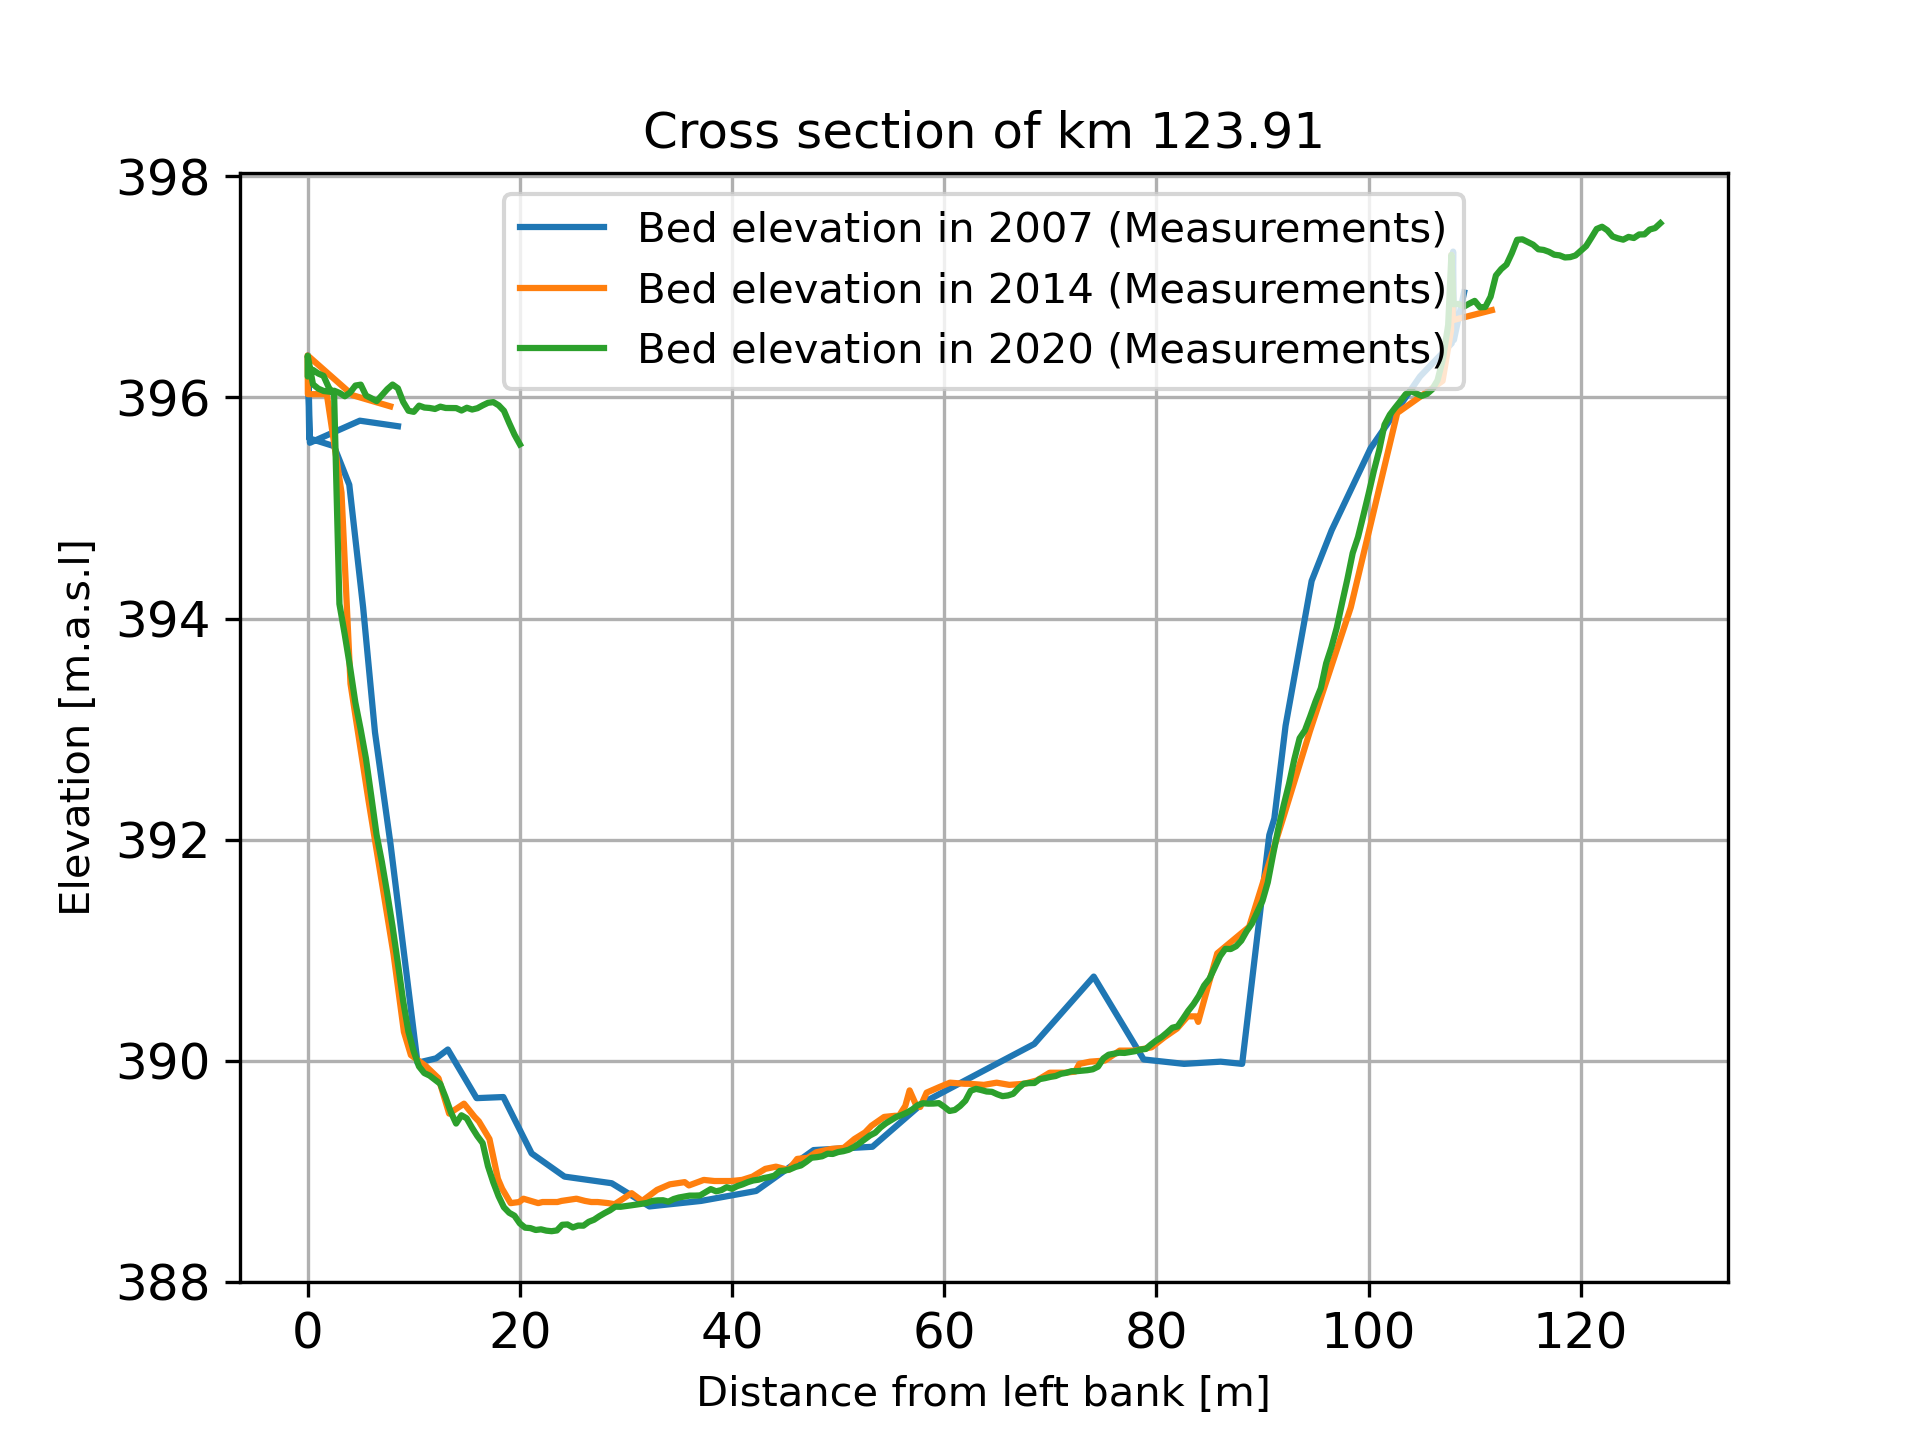 Cross section of km 123.91
398
396
394
392
390
388
Elevation [m.a.s.l]
Bed elevation in 2007 (Measurements)
Bed elevation in 2014 (Measurements)
Bed elevation in 2020 (Measurements)
0 20 40 60 80 100 120
Distance from left bank [m]